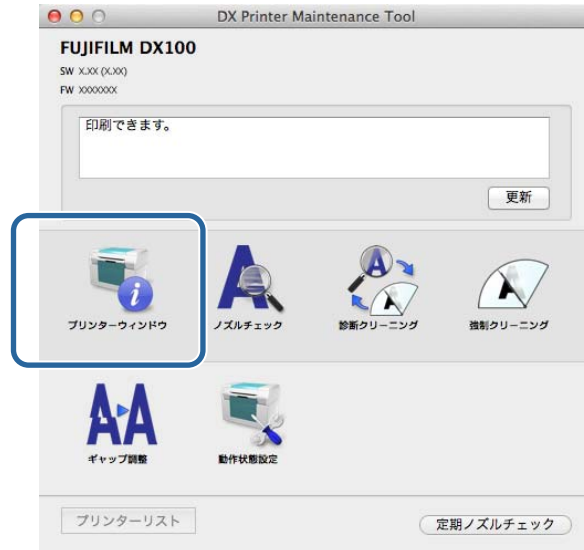 DX Printer Maintenance Tool
FUJIFILM DX100
SW X.XX (X.XX)
FW XXXXXXX
印刷できます。
更新
プリンターウィンドウ
ノズルチェック
診断クリーニング
強制クリーニング
ギャップ調整
動作状態設定
プリンターリスト
定期ノズルチェック